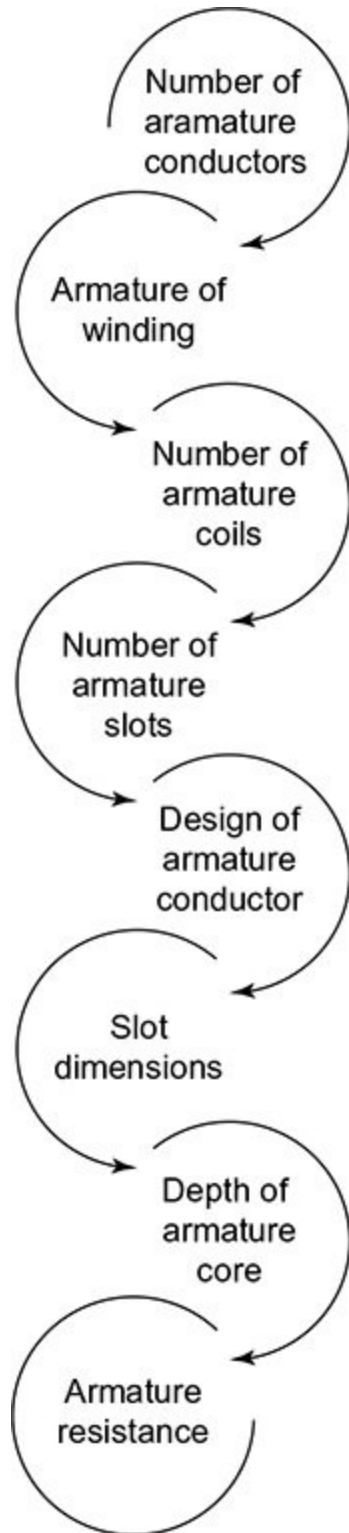 Number of
aramature
conductors
Armature of
winding
Number of
armature
coils
Number of
armature
slots
Design of
armature
conductor
Slot
dimensions
Depth of
armature
core
Armature
resistance